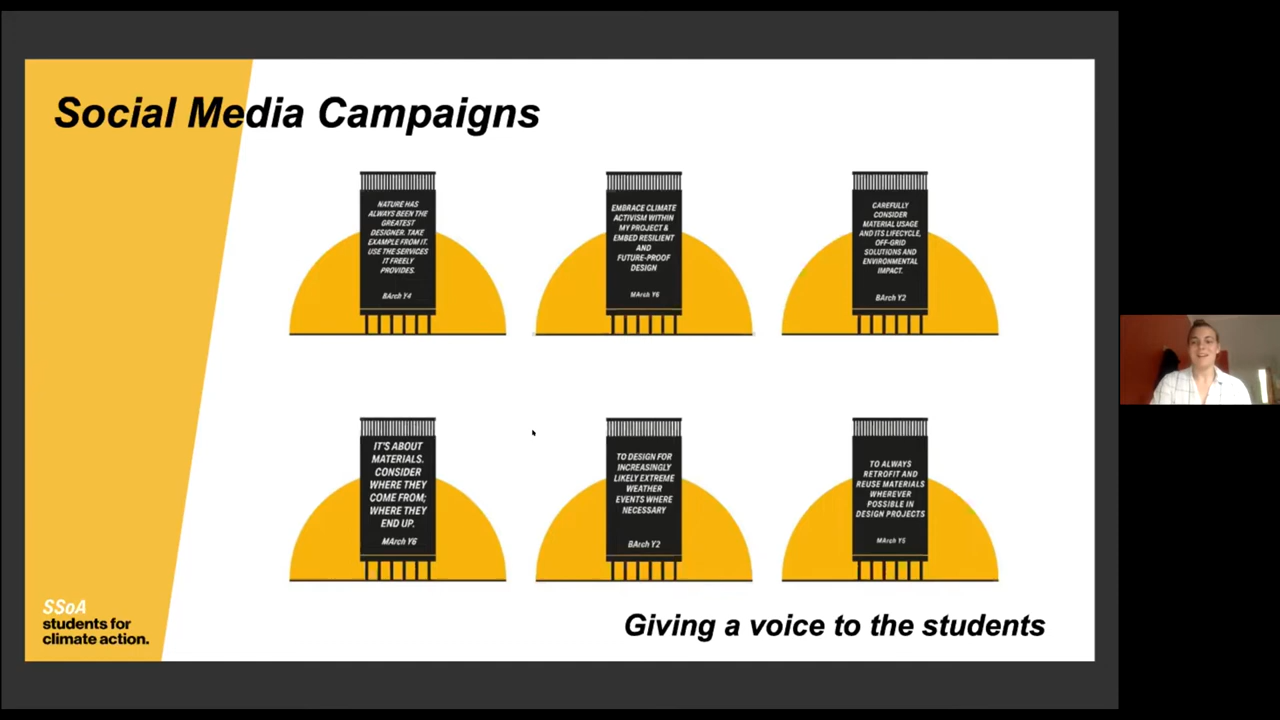 Social Media Campaigns
NATURE HAS
ALWAYS BEEN THE
GREATEST
DESIGNER. TAKE
EXAMPLE FROM IT.
USE THE SERVICES
IT FREELY
PROVIDES.
BArch Y4
EMBRACE CLIMATE
ACTIVISM WITHIN
MY PROJECT &
EMBED RESILIENT
AND
FUTURE-PROOF
DESIGN
MArch Y6
CAREFULLY
CONSIDER
MATERIAL USAGE
AND ITS LIFECYCLE,
OFF-GRID
SOLUTIONS AND
ENVIRONMENTAL
IMPACT.
BArch Y2
IT'S ABOUT
MATERIALS.
CONSIDER
WHERE THEY
COME FROM;
WHERE THEY
END UP.
MArch Y6
TO DESIGN FOR
INCREASINGLY
LIKELY EXTREME
WEATHER
EVENTS WHERE
NECESSARY
BArch Y2
TO ALWAYS
RETROFIT AND
REUSE MATERIALS
WHEREVER
POSSIBLE IN
DESIGN PROJECTS
MArch Y5
SSoA
students for
climate action.
Giving a voice to the students